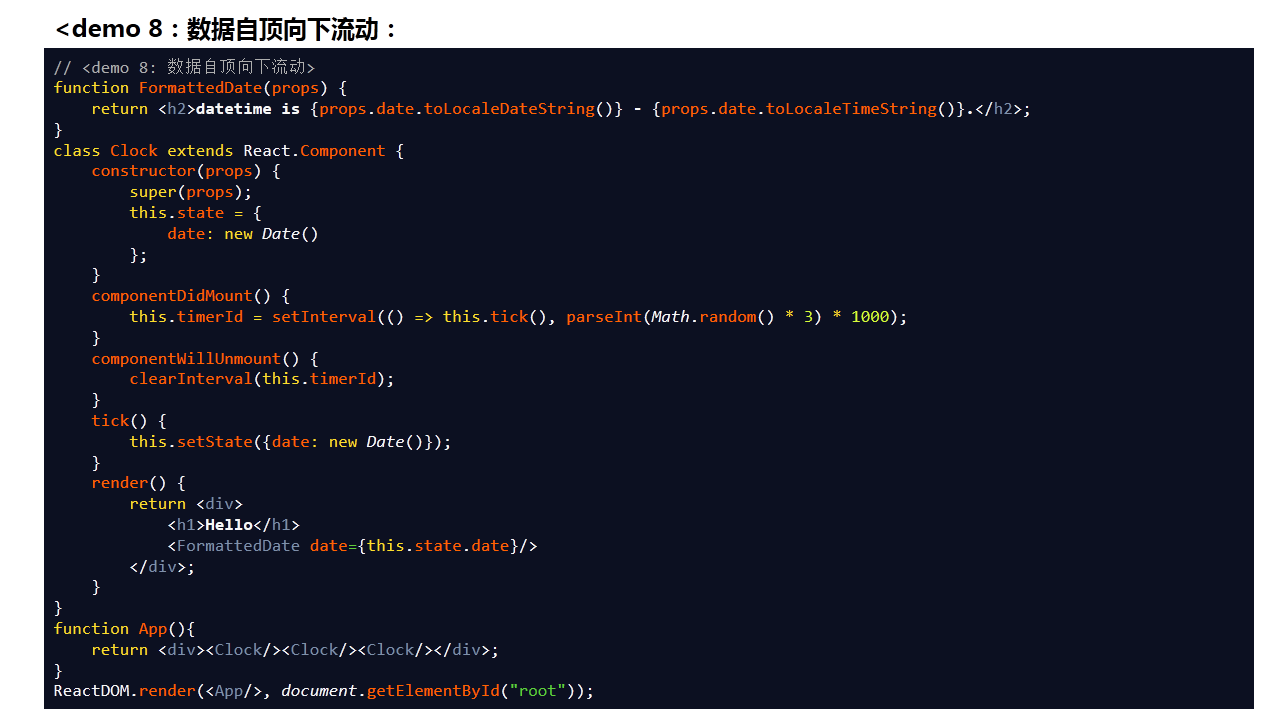 <demo 8：数据自顶向下流动：
// <demo 8: 数据自顶向下流动>
function FormattedDate(props) {
    return <h2>datetime is {props.date.toLocaleDateString()} - {props.date.toLocaleTimeString()}.</h2>;
}
class Clock extends React.Component {
    constructor(props) {
        super(props);
        this.state = {
            date: new Date()
        };
    }
    componentDidMount() {
        this.timerId = setInterval(() => this.tick(), parseInt(Math.random() * 3) * 1000);
    }
    componentWillUnmount() {
        clearInterval(this.timerId);
    }
    tick() {
        this.setState({date: new Date()});
    }
    render() {
        return <div>
            <h1>Hello</h1>
            <FormattedDate date={this.state.date}/>
        </div>;
    }
}
function App(){
    return <div><Clock/><Clock/><Clock/></div>;
}
ReactDOM.render(<App/>, document.getElementById("root"));